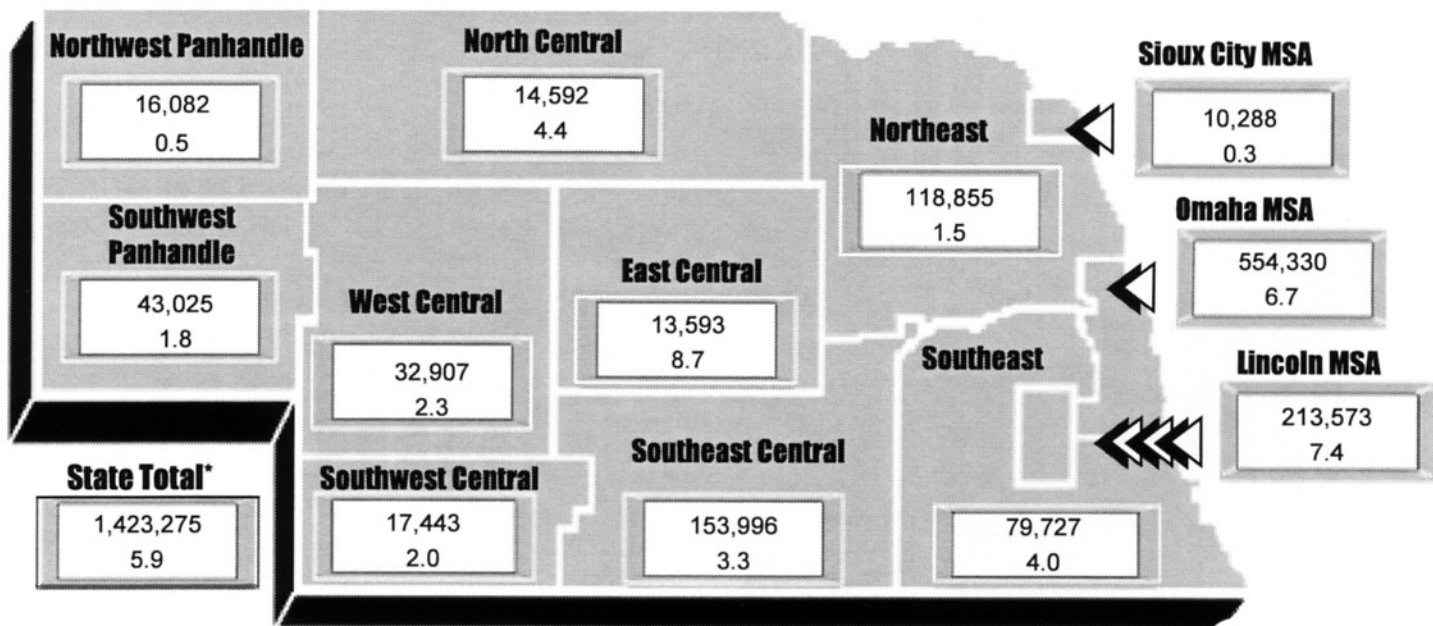 Northwest Panhandle
16,082
0.5
North Central
14,592
4.4
Sioux City MSA
10,288
0.3
Northeast
118,855
1.5
Southwest
Panhandle
43,025
1.8
West Central
32,907
2.3
East Central
13,593
8.7
Omaha MSA
554,330
6.7
Southeast
79,727
4.0
Lincoln MSA
213,573
7.4
State Total*
1,423,275
5.9
Southwest Central
17,443
2.0
Southeast Central
153,996
3.3